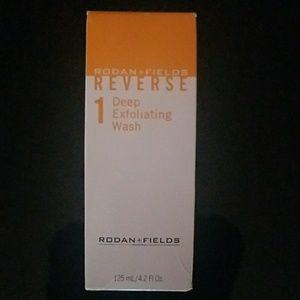 RODAN+FIELDS
REVERSE
1 Deep
Exfoliating
Wash
RODAN+FIELDS
125 mL/4.2 Fl Oz.